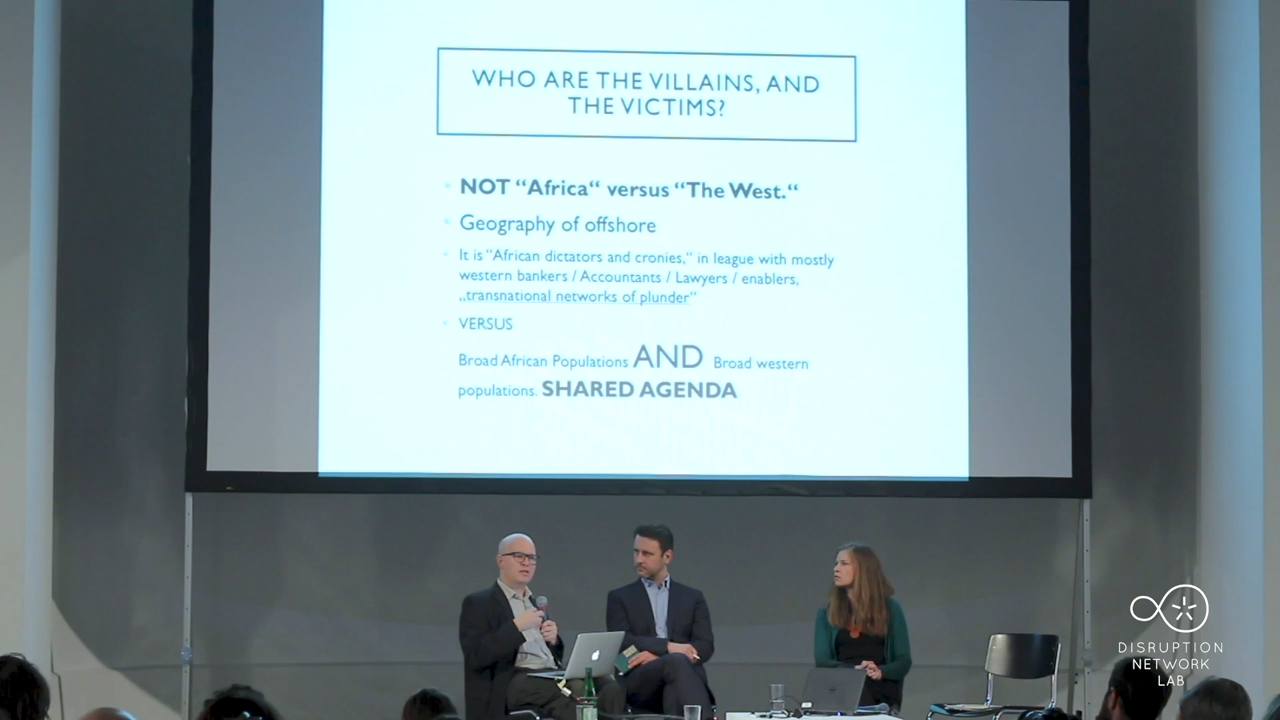 WHO ARE THE VILLAINS, AND
THE VICTIMS?
NOT “Africa“ versus “The West.“
Geography of offshore
It is “African dictators and cronies,“ in league with mostly
western bankers / Accountants / Lawyers / enablers,
„transnational networks of plunder“
VERSUS
Broad African Populations AND Broad western
populations. SHARED AGENDA
DISRUPTION
NETWORK
LAB